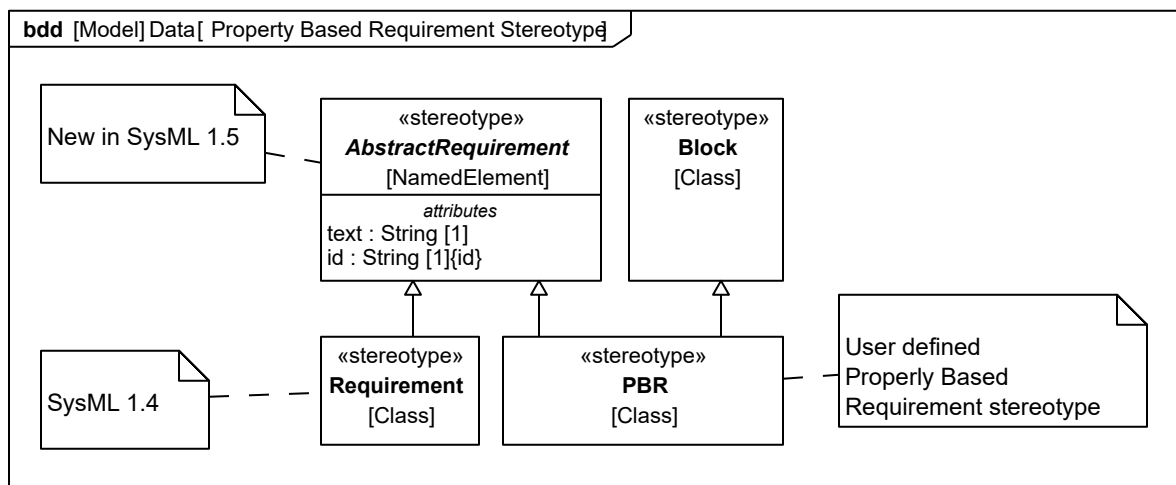 bdd [Model] Data[ Property Based Requirement Stereotype]
New in SysML 1.5
«stereotype»
AbstractRequirement
[NamedElement]
attributes
text : String [1]
id : String [1]{id}
«stereotype»
Block
[Class]
SysML 1.4
«stereotype»
Requirement
[Class]
«stereotype»
PBR
[Class]
User defined
Properly Based
Requirement stereotype